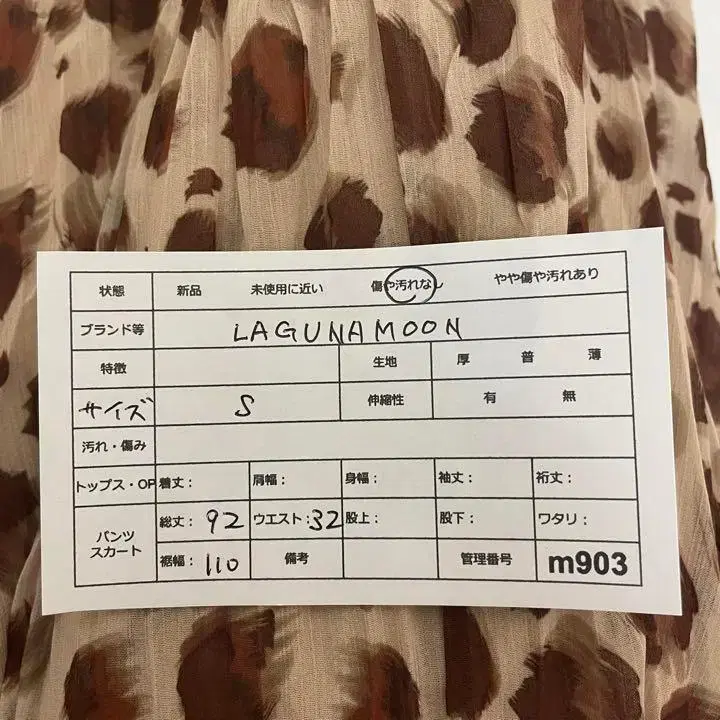 状態 新品 未使用に近い 傷や汚れなし やや傷や汚れあり
ブランド等 LAGUNAMOON
特徴 生地 厚 普 薄
サイズ S 伸縮性 有 無
汚れ・傷み
トップス・OP 着丈: 肩幅: 身幅: 袖丈: 裄丈:
パンツ スカート 総丈: 92 ウエスト:32 股上: 股下: ワタリ:
裾幅: 110 備考 管理番号 m903